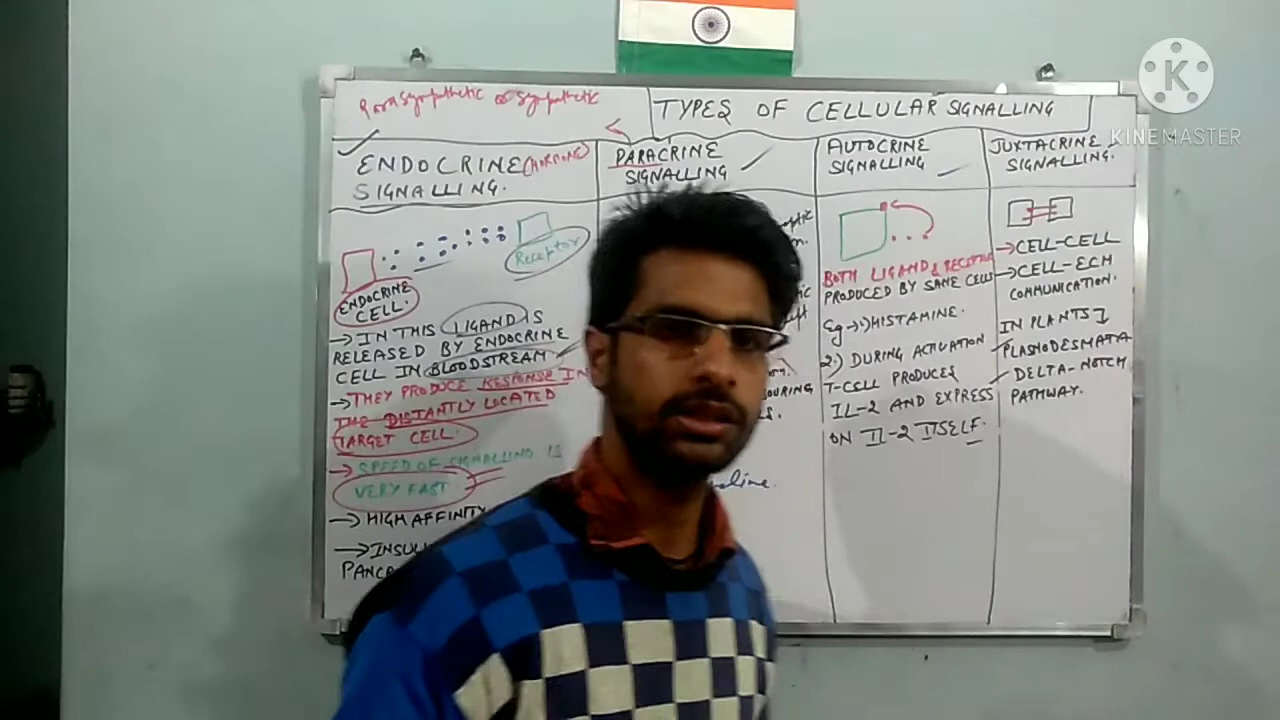 K
KINEMASTER
Parasympathetic or sympathetic
TYPES OF CELLULAR SIGNALLING
ENDOCRINE (HORMONE)
SIGNALLING.
Receptor
ENDOCRINE
CELL.
→ IN THIS LIGAND IS
RELEASED BY ENDOCRINE
CELL IN BLOODSTREAM
→ THEY PRODUCE RESPONSE IN
THE DISTANTLY LOCATED
TARGET CELL.
→ SPEED OF SIGNALLING IS
VERY FAST
→ HIGH AFFINITY
→ INSUL
PANC
PARACRINE
SIGNALLING
AUTOCRINE
SIGNALLING
BOTH LIGAND & RECEPTOR
PRODUCED BY SAME CELL
Eg → 1) HISTAMINE.
2) DURING ACTIVATION
T-CELL PRODUCES
IL-2 AND EXPRESS
ON IL-2 ITSELF.
JUXTACRINE
SIGNALLING.
→ CELL-CELL
→ CELL-ECM
COMMUNICATION.
IN PLANTS
PLASMODESMATA
DELTA-NOTCH
PATHWAY.